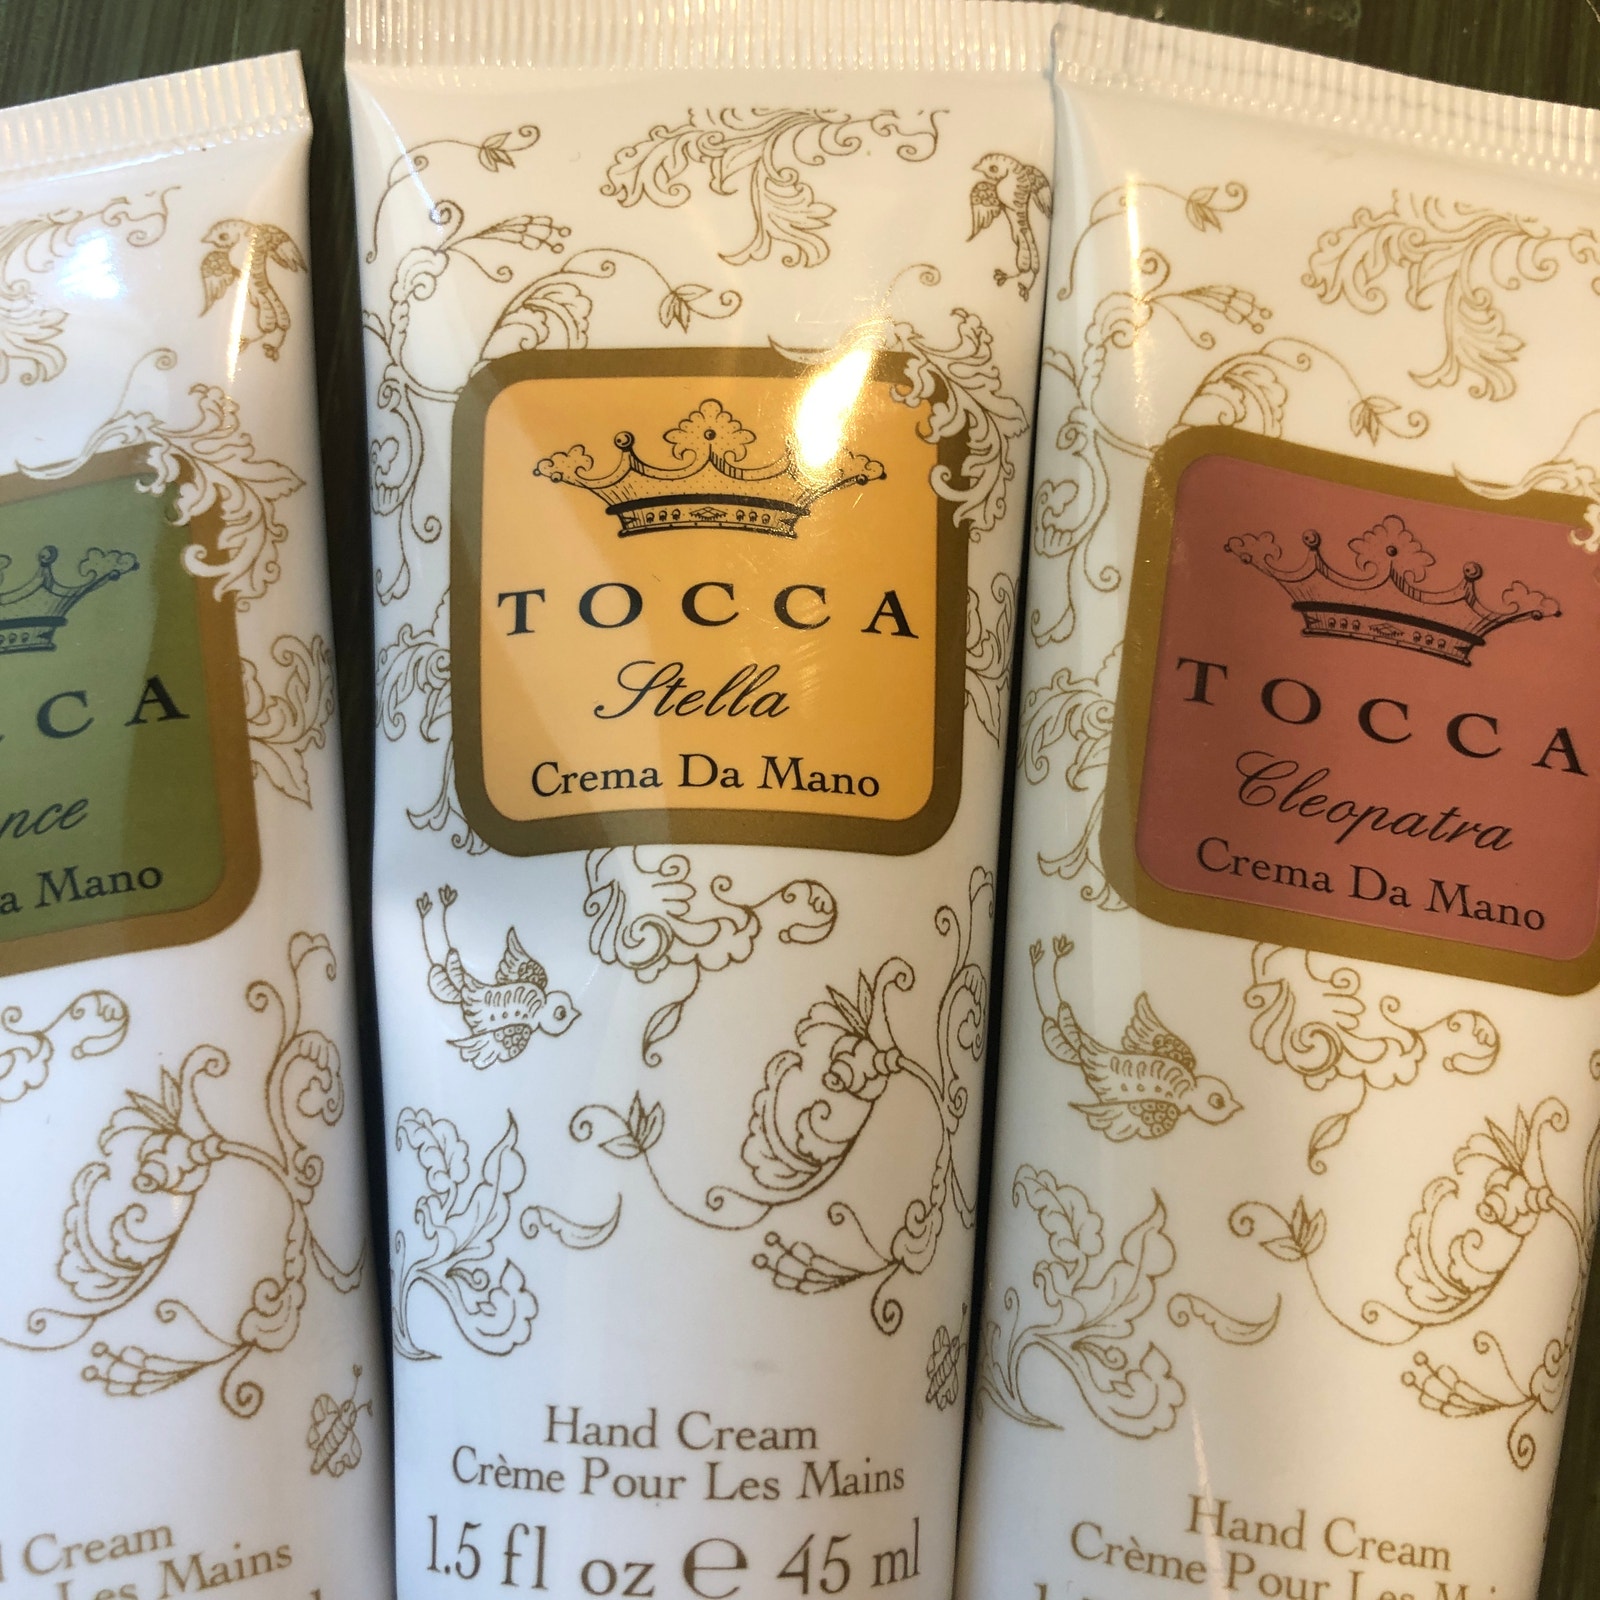 CCA
nce
a Mano
Cream
Les Mains
TOCCA
Stella
Crema Da Mano
Hand Cream
Crème Pour Les Mains
1.5 fl oz e 45 ml
TOCCA
Cleopatra
Crema Da Mano
Hand Cream
Crème Pour Les